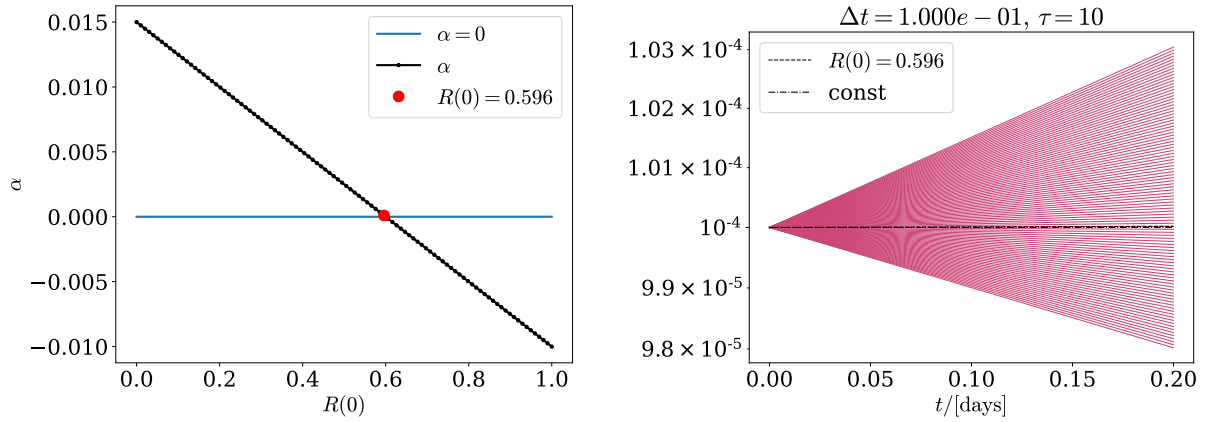 0.015
0.010
0.005
0.000
−0.005
−0.010
α
0.0 0.2 0.4 0.6 0.8 1.0
R(0)
α = 0
α
R(0) = 0.596
Δt = 1.000e − 01, τ = 10
1.03 × 10⁻⁴
1.02 × 10⁻⁴
1.01 × 10⁻⁴
10⁻⁴
9.9 × 10⁻⁵
9.8 × 10⁻⁵
R(0) = 0.596
const
0.00 0.05 0.10 0.15 0.20
t/[days]